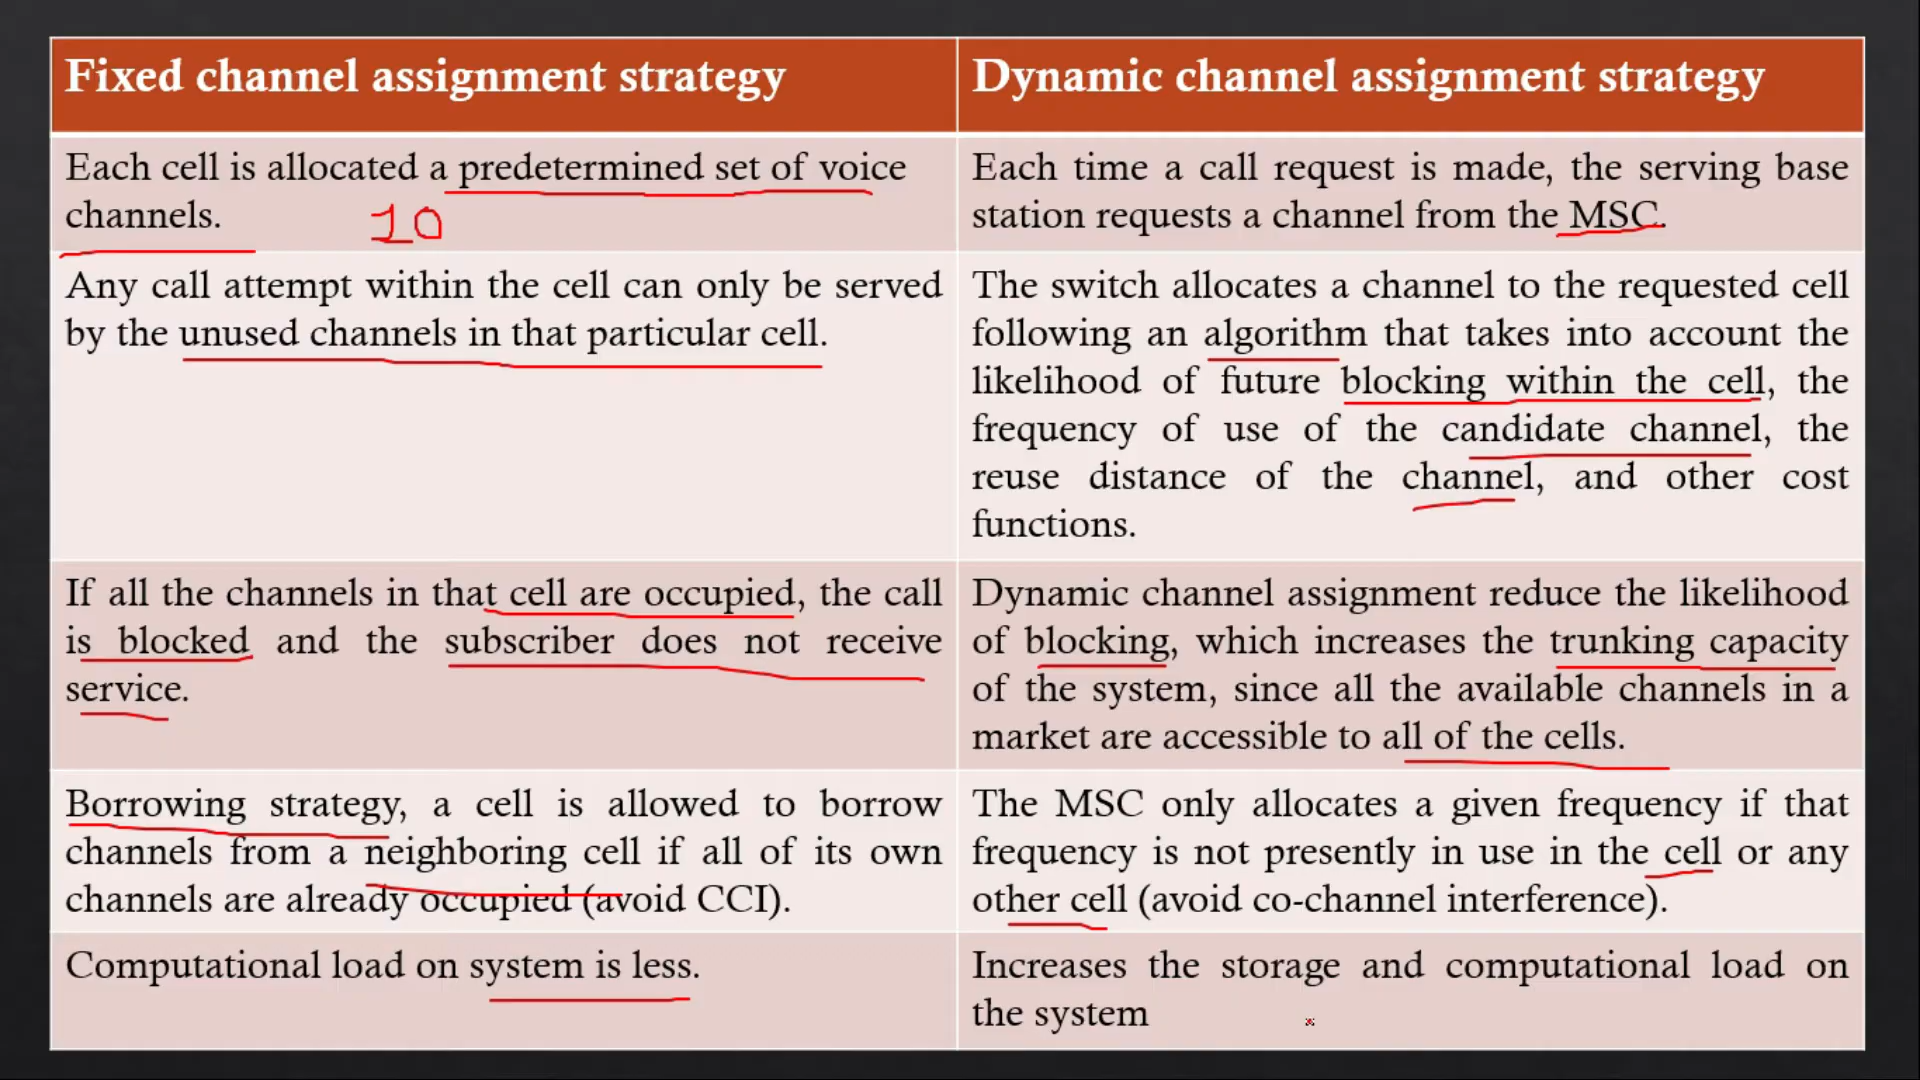 Fixed channel assignment strategy
Dynamic channel assignment strategy
Each cell is allocated a predetermined set of voice
channels.
10
Each time a call request is made, the serving base
station requests a channel from the MSC.
Any call attempt within the cell can only be served
by the unused channels in that particular cell.
The switch allocates a channel to the requested cell
following an algorithm that takes into account the
likelihood of future blocking within the cell, the
frequency of use of the candidate channel, the
reuse distance of the channel, and other cost
functions.
If all the channels in that cell are occupied, the call
is blocked and the subscriber does not receive
service.
Dynamic channel assignment reduce the likelihood
of blocking, which increases the trunking capacity
of the system, since all the available channels in a
market are accessible to all of the cells.
Borrowing strategy, a cell is allowed to borrow
channels from a neighboring cell if all of its own
channels are already occupied (avoid CCI).
The MSC only allocates a given frequency if that
frequency is not presently in use in the cell or any
other cell (avoid co-channel interference).
Computational load on system is less.
Increases the storage and computational load on
the system